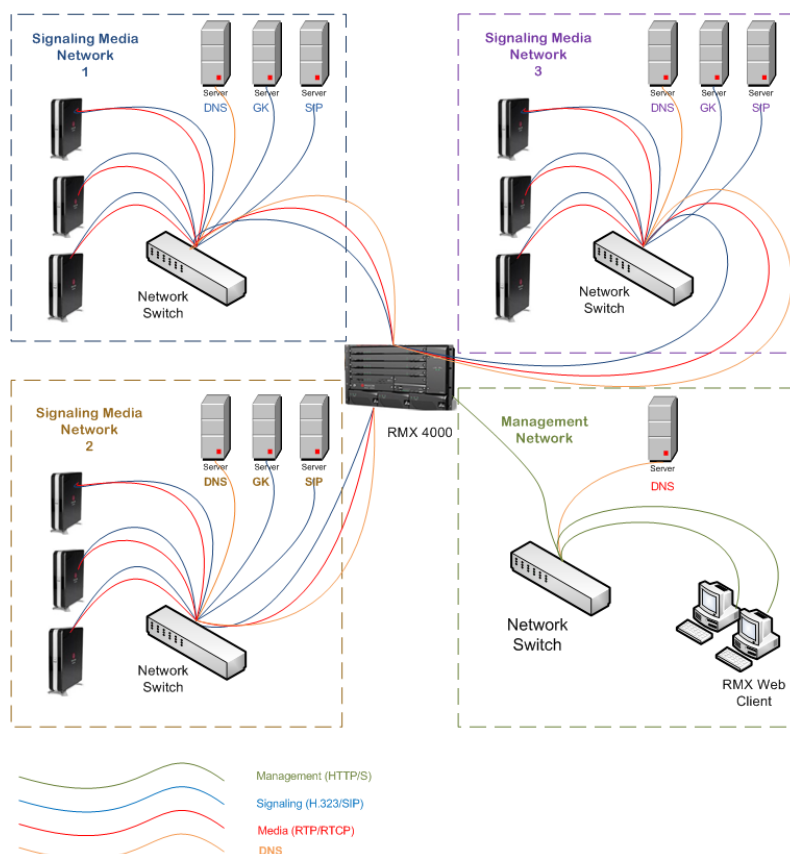 Signaling Media
Network
1
Server
DNS
Server
GK
Server
SIP
Network
Switch
Signaling Media
Network
3
Server
DNS
Server
GK
Server
SIP
Network
Switch
RMX 4000
Signaling Media
Network
2
Server
DNS
Server
GK
Server
SIP
Network
Switch
Management
Network
Server
DNS
Network
Switch
RMX Web
Client
Management (HTTP/S)
Signaling (H.323/SIP)
Media (RTP/RTCP)
DNS